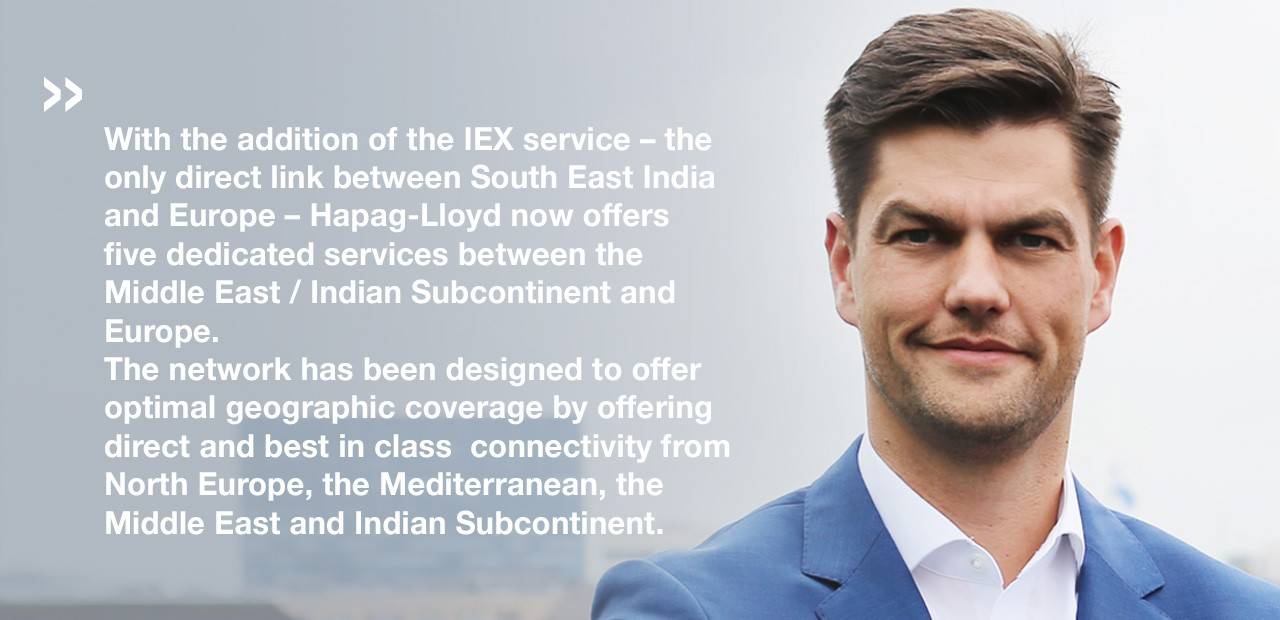 »
With the addition of the IEX service – the
only direct link between South East India
and Europe – Hapag-Lloyd now offers
five dedicated services between the
Middle East / Indian Subcontinent and
Europe.
The network has been designed to offer
optimal geographic coverage by offering
direct and best in class  connectivity from
North Europe, the Mediterranean, the
Middle East and Indian Subcontinent.